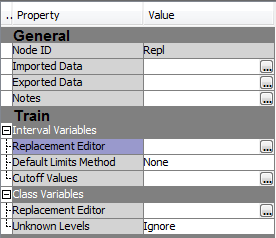 .. Property Value
General
Node ID Repl
Imported Data ...
Exported Data ...
Notes ...
Train
Interval Variables
Replacement Editor ...
Default Limits Method None
Cutoff Values ...
Class Variables
Replacement Editor ...
Unknown Levels Ignore